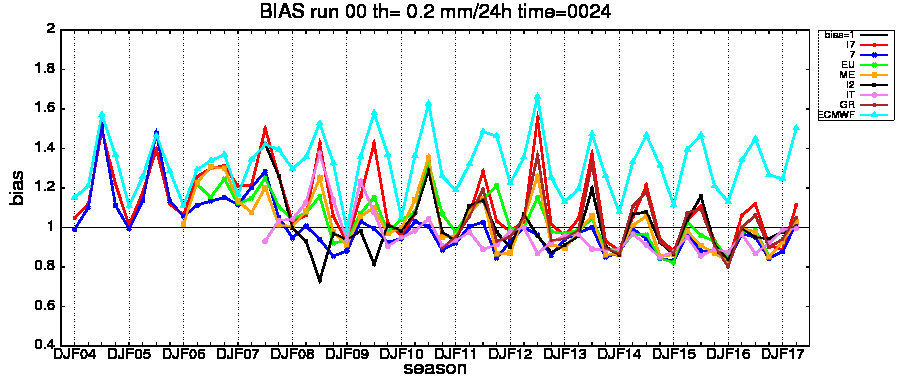 BIAS run 00 th= 0.2 mm/24h time=0024
2
1.8
1.6
1.4
1.2
1
0.8
0.6
0.4
bias
DJF04 DJF05 DJF06 DJF07 DJF08 DJF09 DJF10 DJF11 DJF12 DJF13 DJF14 DJF15 DJF16 DJF17
season
bias=1
I7
7
EU
ME
I2
IT
GR
ECMWF